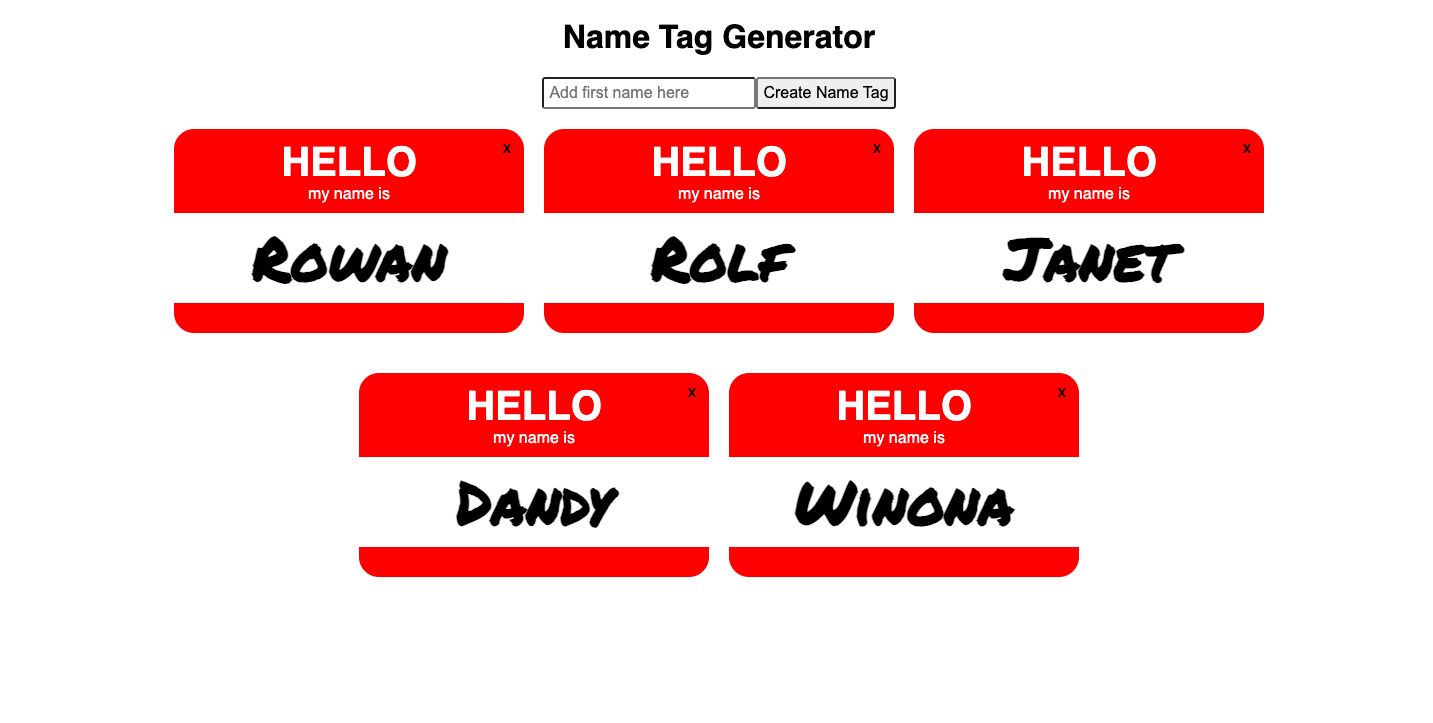 Name Tag Generator
Add first name here Create Name Tag
HELLO x HELLO x HELLO x
my name is my name is my name is
Rowan Rolf Janet
HELLO x HELLO x
my name is my name is
Dandy Winona